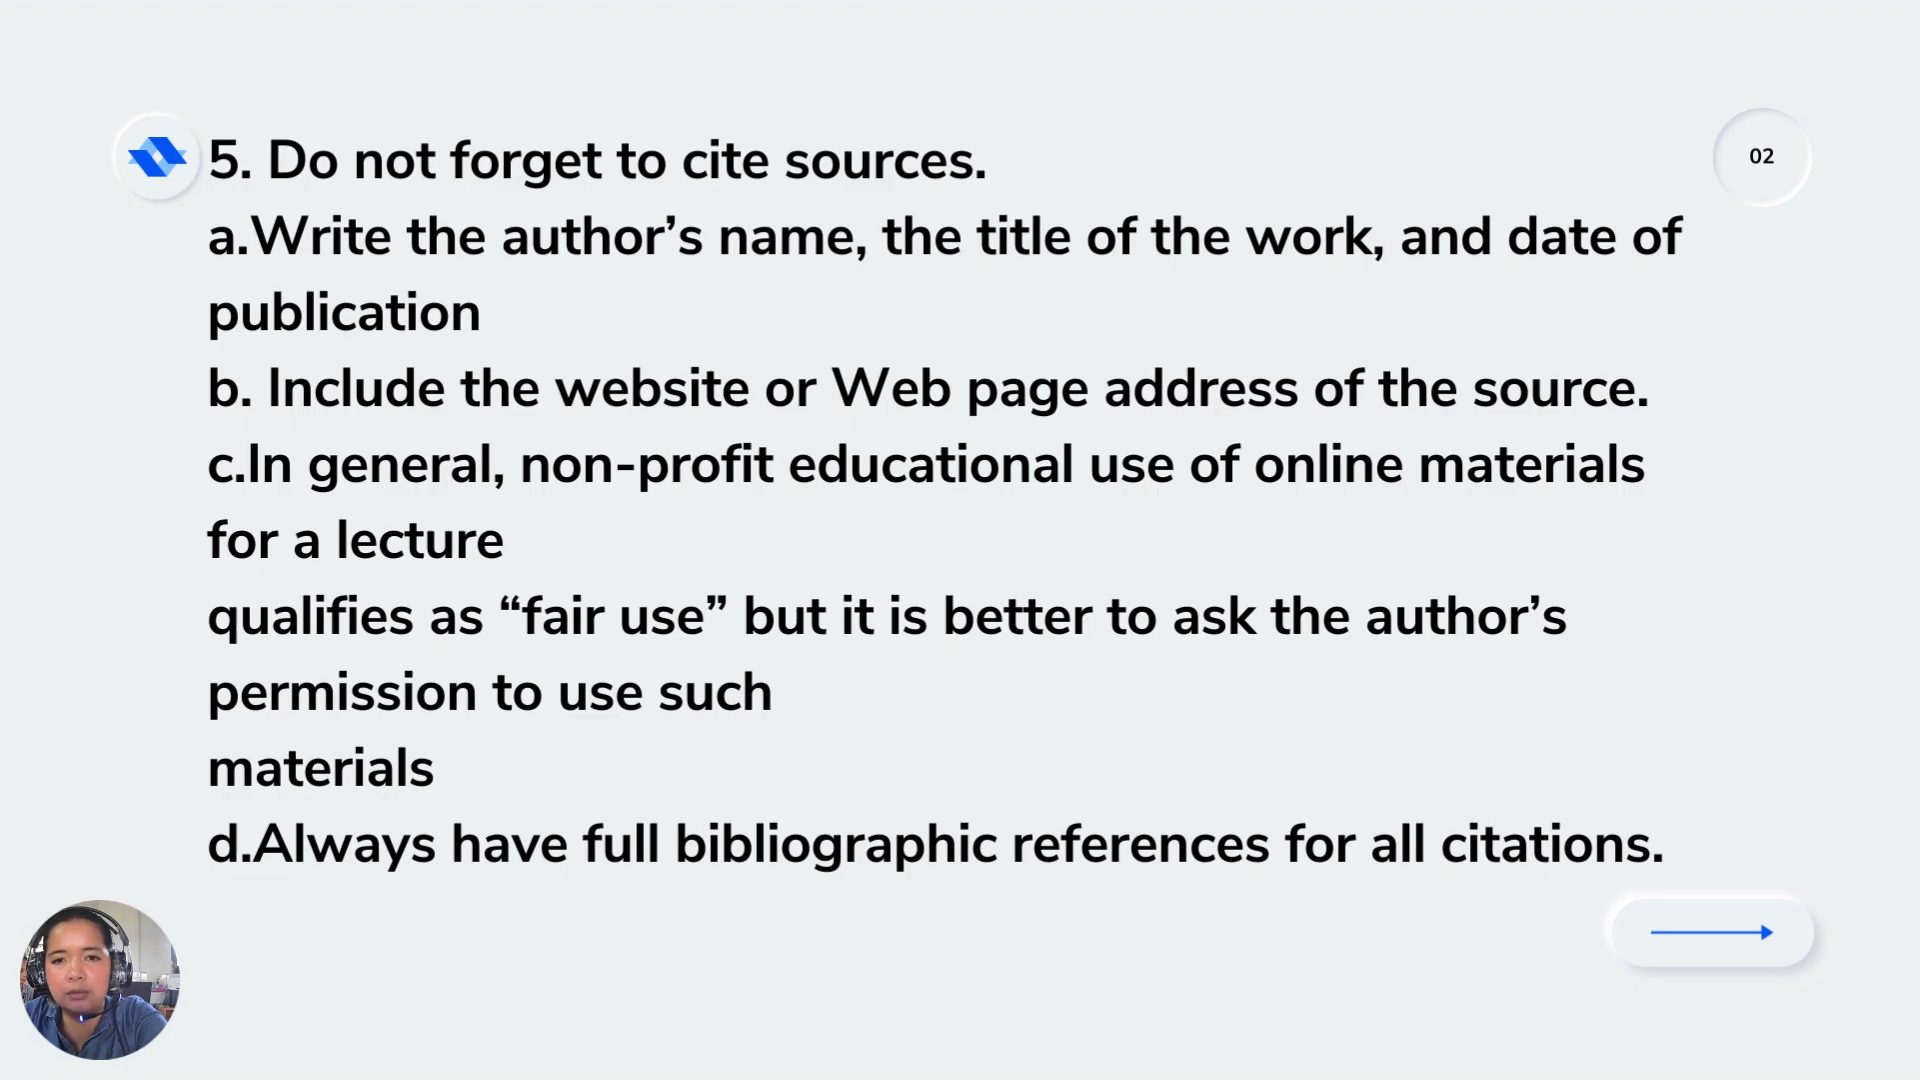 5. Do not forget to cite sources.
02
a.Write the author’s name, the title of the work, and date of
publication
b. Include the website or Web page address of the source.
c.In general, non-profit educational use of online materials
for a lecture
qualifies as “fair use” but it is better to ask the author’s
permission to use such
materials
d.Always have full bibliographic references for all citations.